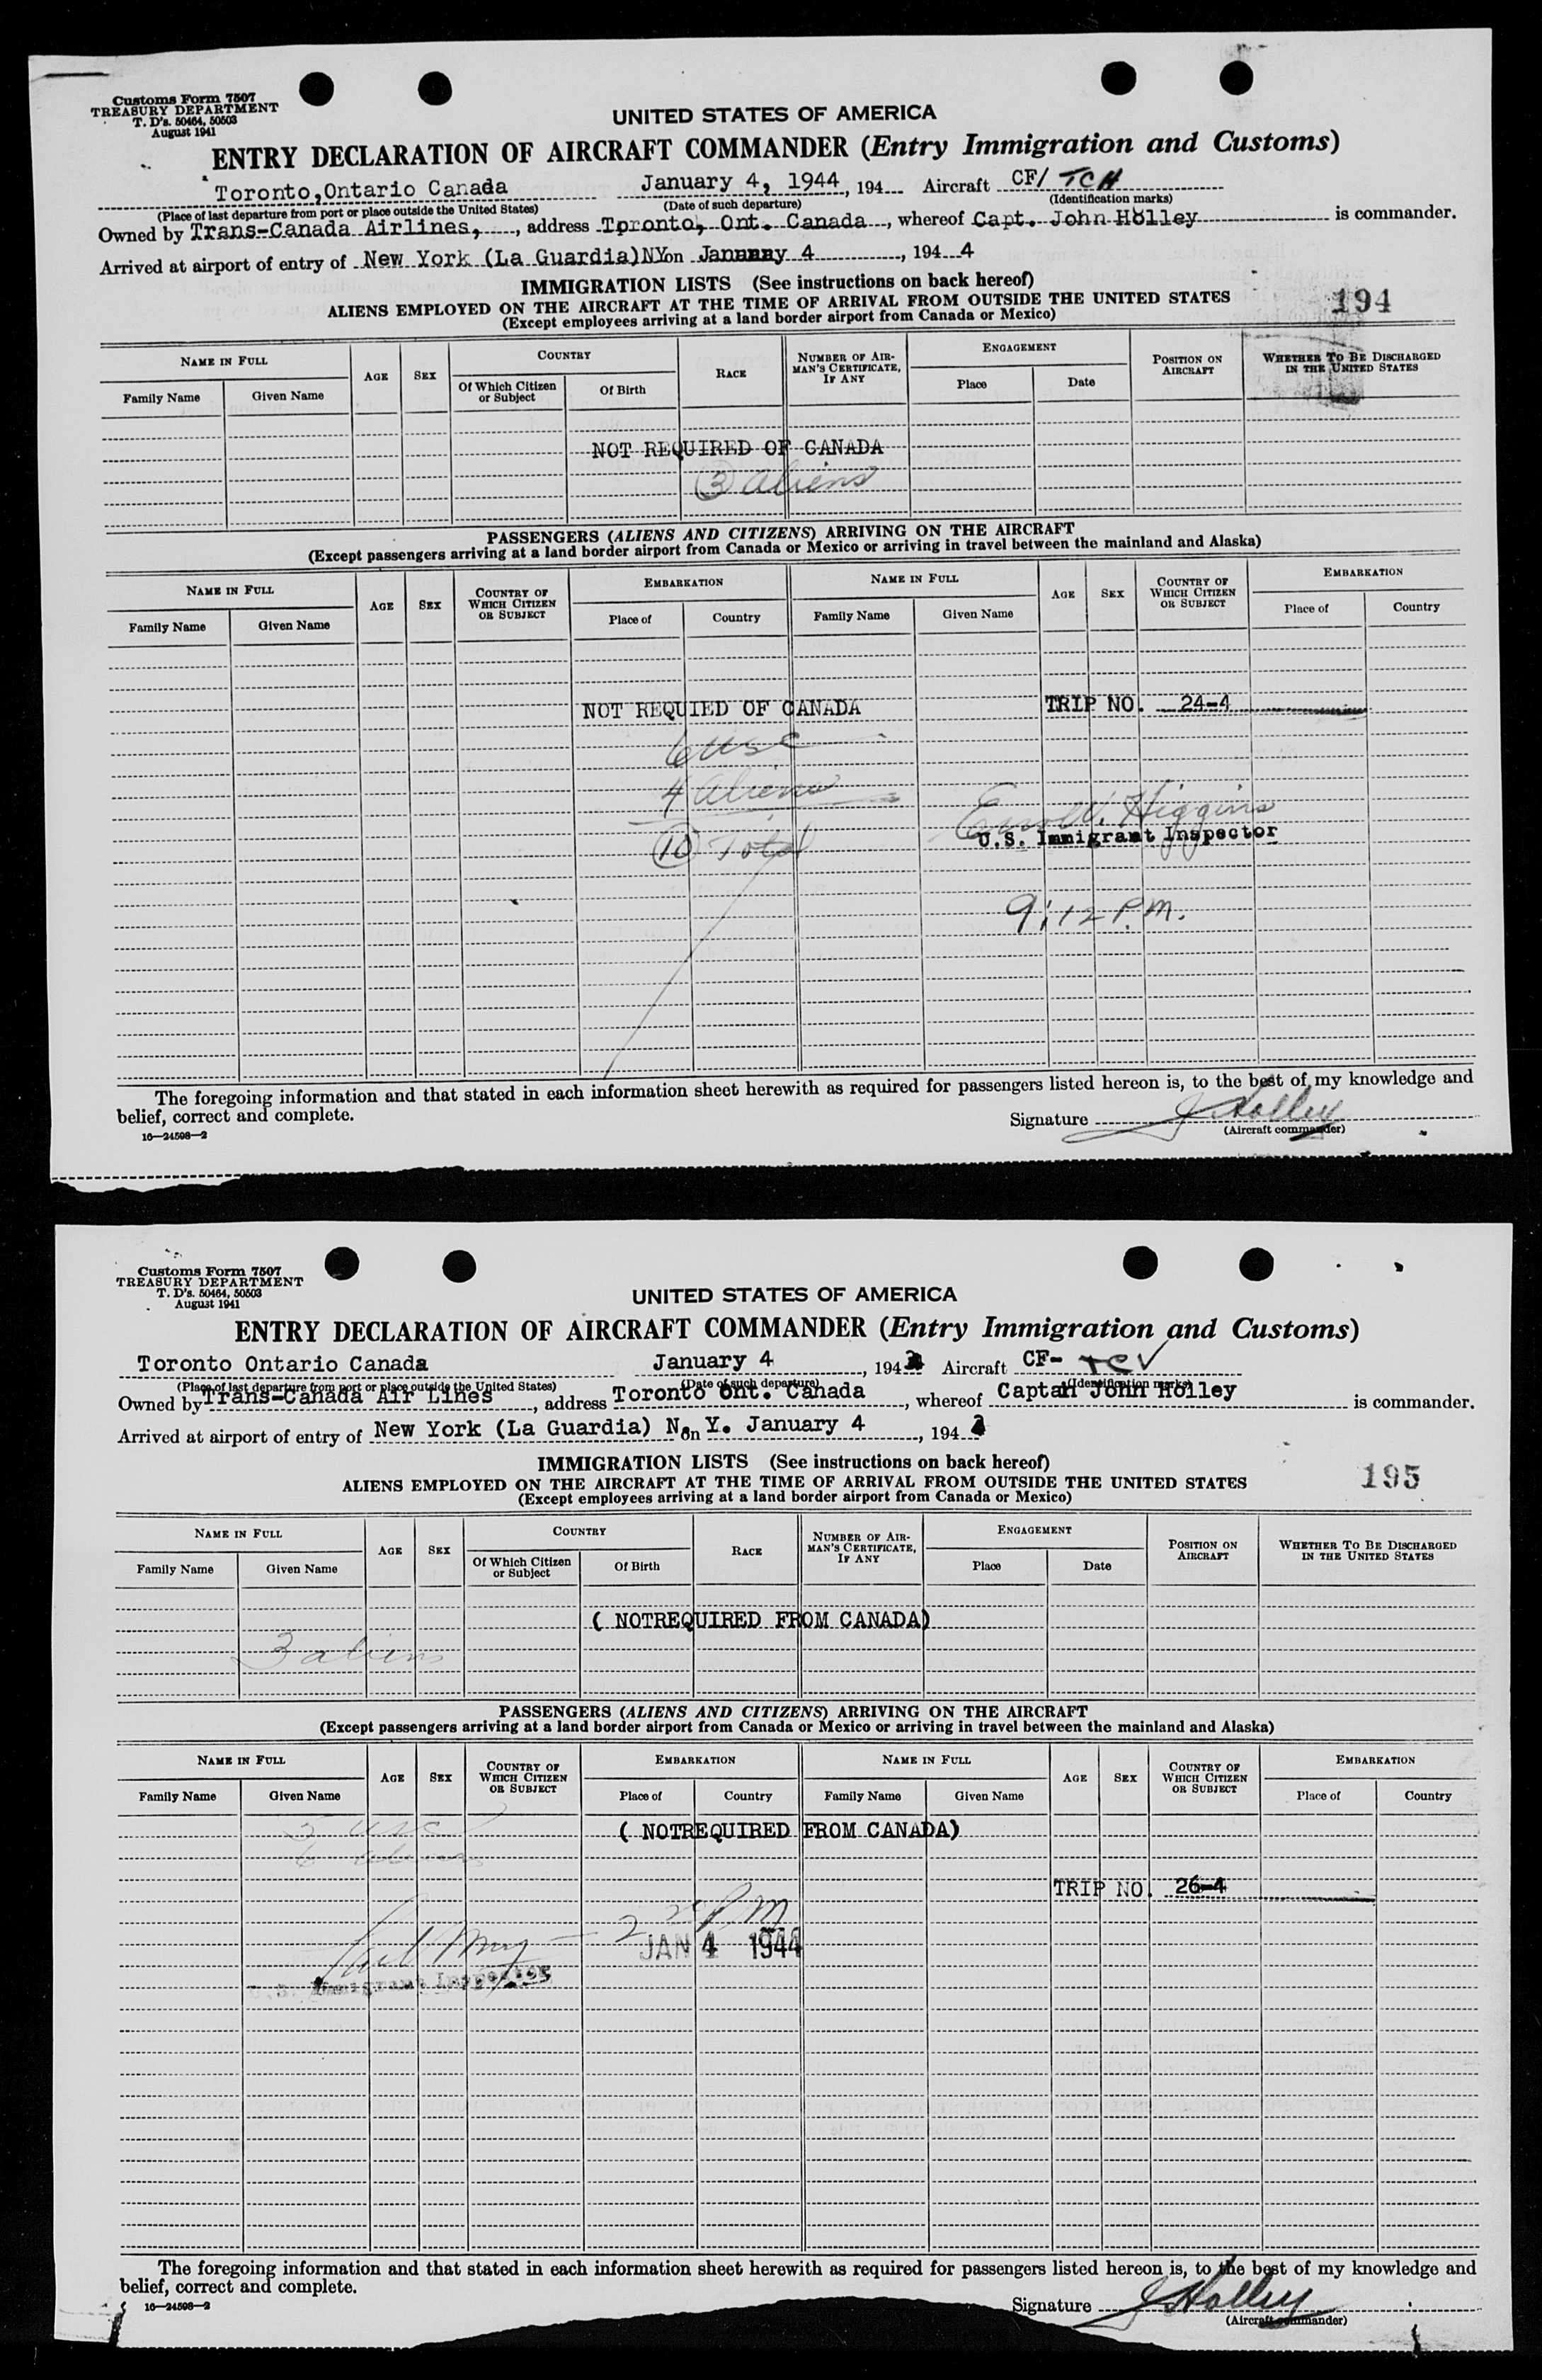 Customs Form 7507
TREASURY DEPARTMENT
T. D's. 50464, 50503
August 1941
UNITED STATES OF AMERICA
ENTRY DECLARATION OF AIRCRAFT COMMANDER (Entry Immigration and Customs)
Toronto,Ontario Canada January 4, 1944, 194 Aircraft CF/ TCH
(Place of last departure from port or place outside the United States) (Date of such departure) (Identification marks)
Owned by Trans-Canada Airlines, , address Tpronto, Ont. Canada , whereof Capt. John Holley is commander.
Arrived at airport of entry of New York (La Guardia)NY on January 4 , 194 4
IMMIGRATION LISTS (See instructions on back hereof)
ALIENS EMPLOYED ON THE AIRCRAFT AT THE TIME OF ARRIVAL FROM OUTSIDE THE UNITED STATES
(Except employees arriving at a land border airport from Canada or Mexico)
194
NAME IN FULL AGE SEX COUNTRY RACE NUMBER OF AIR-MAN'S CERTIFICATE, IF ANY ENGAGEMENT POSITION ON AIRCRAFT WHETHER TO BE DISCHARGED IN THE UNITED STATES
Family Name Given Name Of Which Citizen or Subject Of Birth Place Date
NOT REQUIRED OF CANADA
3 aliens
PASSENGERS (ALIENS AND CITIZENS) ARRIVING ON THE AIRCRAFT
(Except passengers arriving at a land border airport from Canada or Mexico or arriving in travel between the mainland and Alaska)
NAME IN FULL AGE SEX COUNTRY OF WHICH CITIZEN OR SUBJECT EMBARKATION NAME IN FULL AGE SEX COUNTRY OF WHICH CITIZEN OR SUBJECT EMBARKATION
Family Name Given Name Place of Country Family Name Given Name Place of Country
NOT REQUIED OF CANADA TRIP NO. 24-4
6 USC
4 aliens
Higgins
U.S. Immigrant Inspector
10 Total
9:12 P.M.
The foregoing information and that stated in each information sheet herewith as required for passengers listed hereon is, to the best of my knowledge and
belief, correct and complete.
Signature J Holley
(Aircraft commander)
16—24598—2
Customs Form 7507
TREASURY DEPARTMENT
T. D's. 50464, 50503
August 1941
UNITED STATES OF AMERICA
ENTRY DECLARATION OF AIRCRAFT COMMANDER (Entry Immigration and Customs)
Toronto Ontario Canada January 4 , 194 Aircraft CF- TCV
(Place of last departure from port or place outside the United States) (Date of such departure) (Identification marks)
Owned by Trans-Canada Air Lines , address Toronto Ont. Canada , whereof Captan John Holley is commander.
Arrived at airport of entry of New York (La Guardia) N. on Y. January 4 , 194
IMMIGRATION LISTS (See instructions on back hereof)
ALIENS EMPLOYED ON THE AIRCRAFT AT THE TIME OF ARRIVAL FROM OUTSIDE THE UNITED STATES
(Except employees arriving at a land border airport from Canada or Mexico)
195
NAME IN FULL AGE SEX COUNTRY RACE NUMBER OF AIR-MAN'S CERTIFICATE, IF ANY ENGAGEMENT POSITION ON AIRCRAFT WHETHER TO BE DISCHARGED IN THE UNITED STATES
Family Name Given Name Of Which Citizen or Subject Of Birth Place Date
( NOTREQUIRED FROM CANADA)
3 aliens
PASSENGERS (ALIENS AND CITIZENS) ARRIVING ON THE AIRCRAFT
(Except passengers arriving at a land border airport from Canada or Mexico or arriving in travel between the mainland and Alaska)
NAME IN FULL AGE SEX COUNTRY OF WHICH CITIZEN OR SUBJECT EMBARKATION NAME IN FULL AGE SEX COUNTRY OF WHICH CITIZEN OR SUBJECT EMBARKATION
Family Name Given Name Place of Country Family Name Given Name Place of Country
3 USC ( NOTREQUIRED FROM CANADA)
6 aliens
TRIP NO. 26-4
PM
JAN 4 1944
U.S. Immigrant Inspector
The foregoing information and that stated in each information sheet herewith as required for passengers listed hereon is, to the best of my knowledge and
belief, correct and complete.
Signature J Holley
(Aircraft commander)
16—24598—2